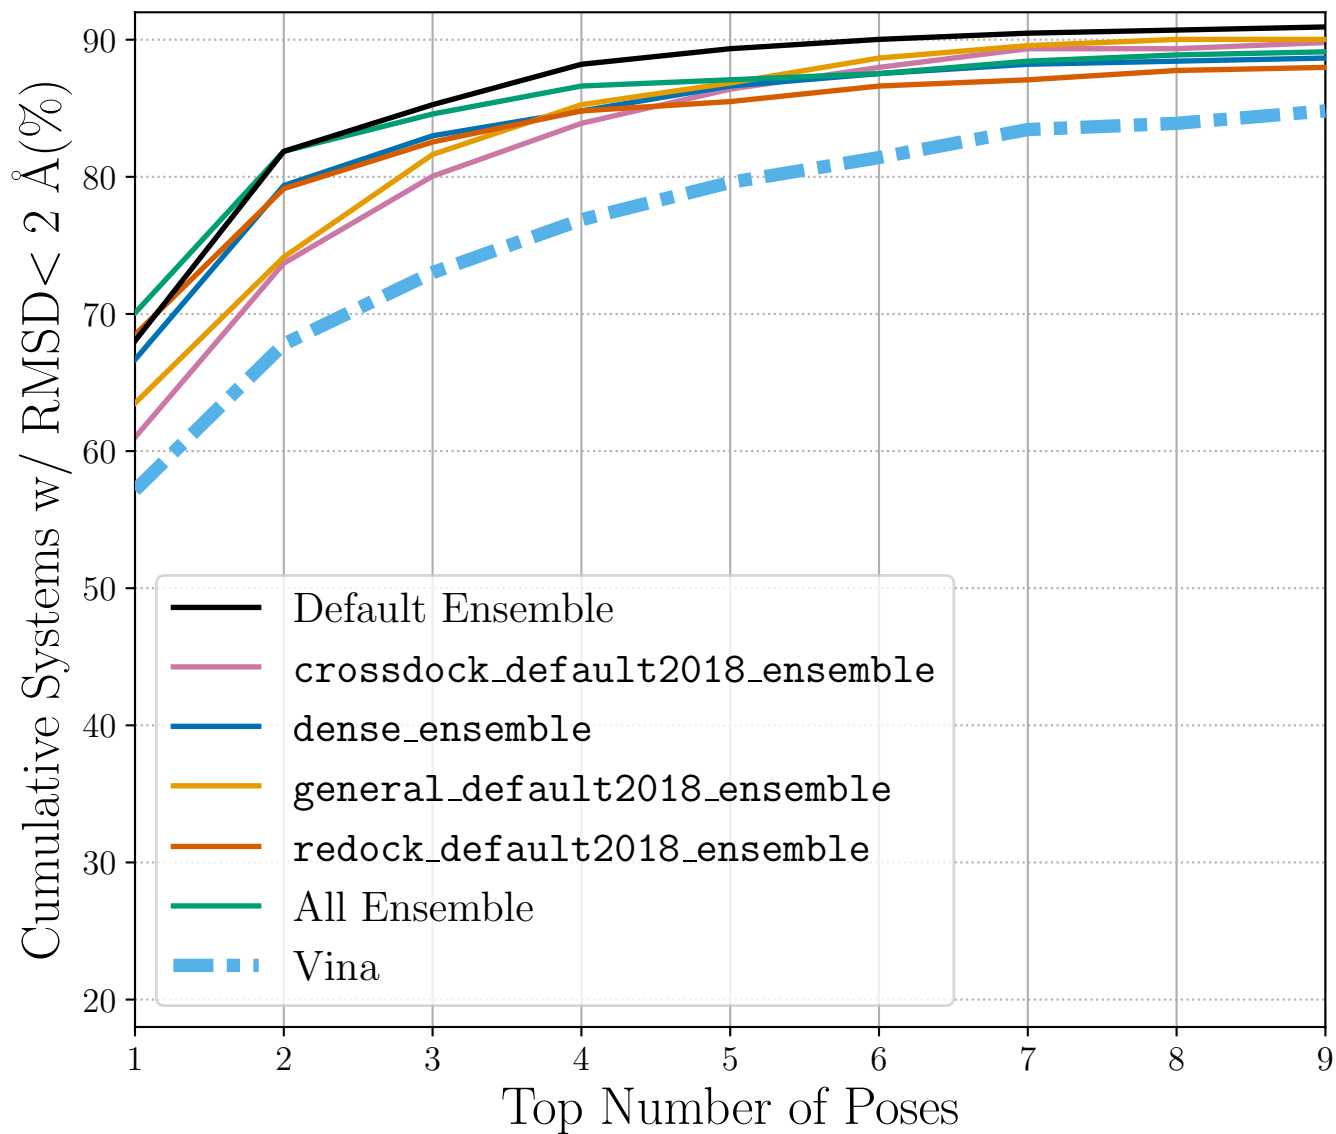 Cumulative Systems w/ RMSD< 2 Å(%)
90
80
70
60
50
40
30
20
Default Ensemble
crossdock_default2018_ensemble
dense_ensemble
general_default2018_ensemble
redock_default2018_ensemble
All Ensemble
Vina
1 2 3 4 5 6 7 8 9
Top Number of Poses